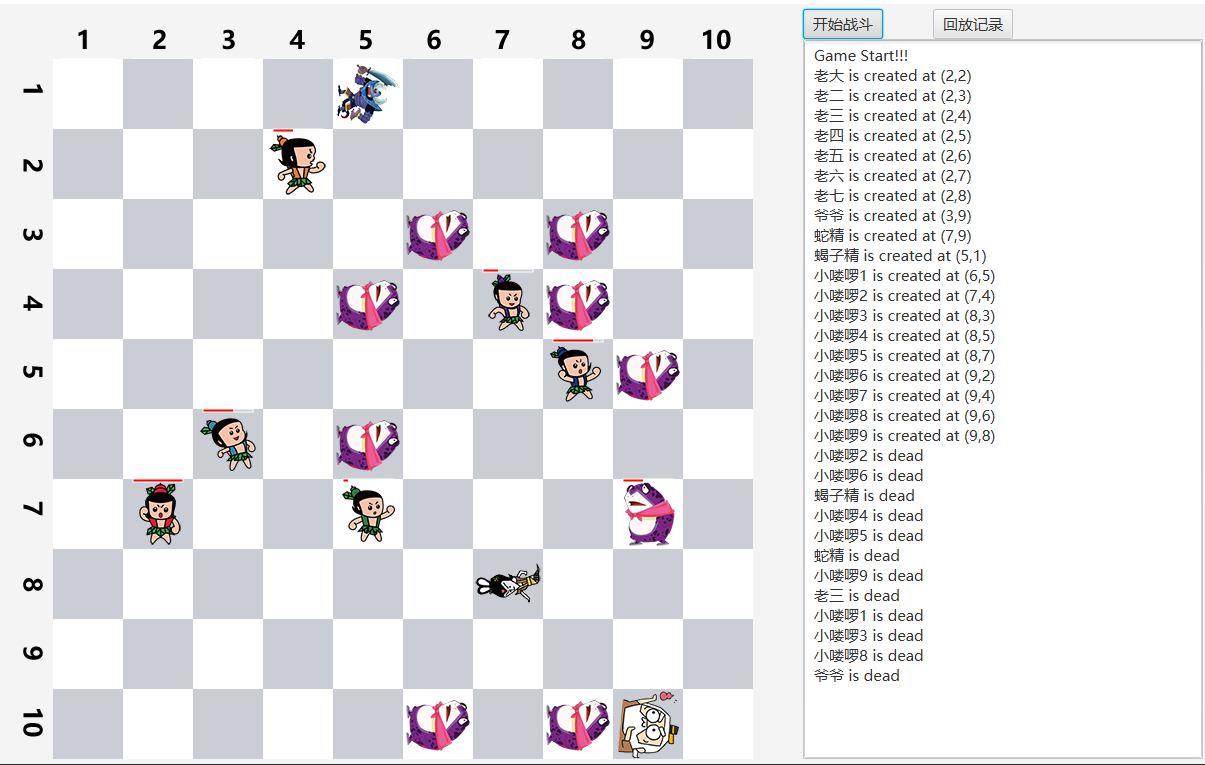 开始战斗 回放记录
1 2 3 4 5 6 7 8 9 10
1
2
3
4
5
6
7
8
9
10
Game Start!!!
老大 is created at (2,2)
老二 is created at (2,3)
老三 is created at (2,4)
老四 is created at (2,5)
老五 is created at (2,6)
老六 is created at (2,7)
老七 is created at (2,8)
爷爷 is created at (3,9)
蛇精 is created at (7,9)
蝎子精 is created at (5,1)
小喽啰1 is created at (6,5)
小喽啰2 is created at (7,4)
小喽啰3 is created at (8,3)
小喽啰4 is created at (8,5)
小喽啰5 is created at (8,7)
小喽啰6 is created at (9,2)
小喽啰7 is created at (9,4)
小喽啰8 is created at (9,6)
小喽啰9 is created at (9,8)
小喽啰2 is dead
小喽啰6 is dead
蝎子精 is dead
小喽啰4 is dead
小喽啰5 is dead
蛇精 is dead
小喽啰9 is dead
老三 is dead
小喽啰1 is dead
小喽啰3 is dead
小喽啰8 is dead
爷爷 is dead